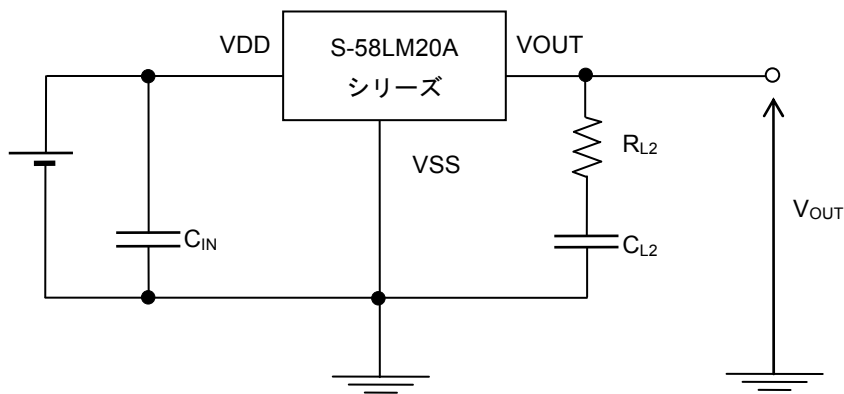 VDD
S-58LM20A
シリーズ
VOUT
VSS
RL2
CIN
CL2
VOUT